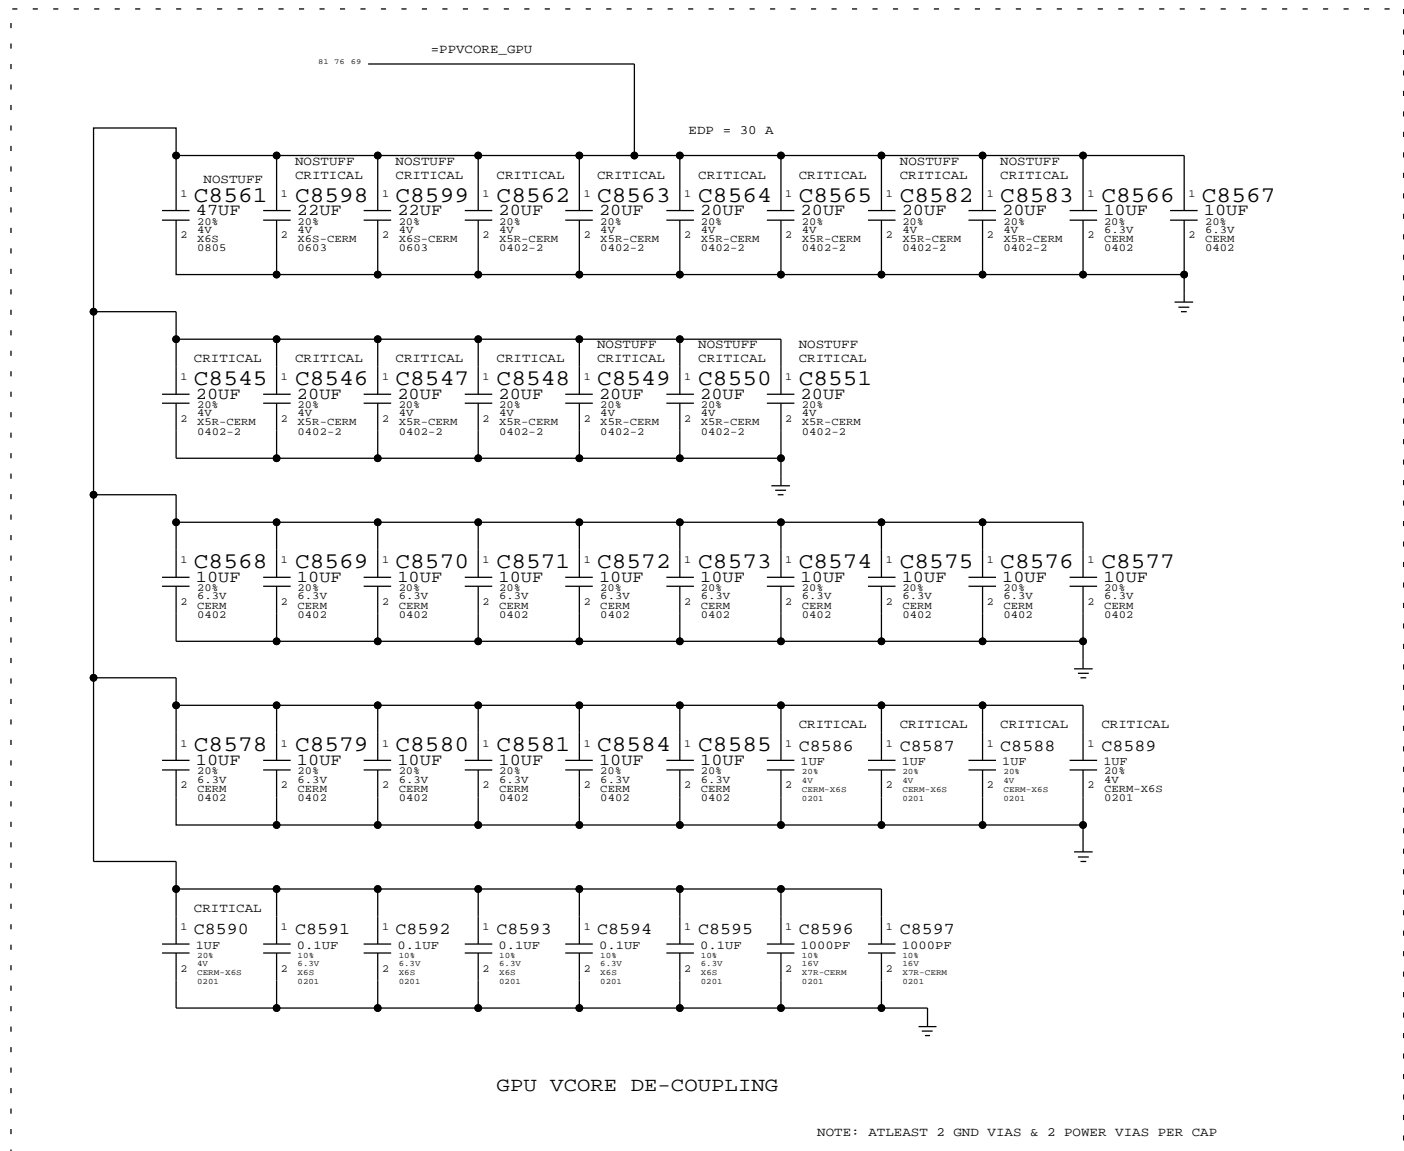 =PPVCORE_GPU
81 76 69
EDP = 30 A
NOSTUFF NOSTUFF NOSTUFF NOSTUFF
NOSTUFF CRITICAL CRITICAL CRITICAL CRITICAL CRITICAL CRITICAL CRITICAL CRITICAL
1 C8561 1 C8598 1 C8599 1 C8562 1 C8563 1 C8564 1 C8565 1 C8582 1 C8583 1 C8566 1 C8567
47UF 22UF 22UF 20UF 20UF 20UF 20UF 20UF 20UF 10UF 10UF
20% 20% 20% 20% 20% 20% 20% 20% 20% 20% 20%
4V 4V 4V 4V 4V 4V 4V 4V 4V 6.3V 6.3V
2 X6S 2 X6S-CERM 2 X6S-CERM 2 X5R-CERM 2 X5R-CERM 2 X5R-CERM 2 X5R-CERM 2 X5R-CERM 2 X5R-CERM 2 CERM 2 CERM
0805 0603 0603 0402-2 0402-2 0402-2 0402-2 0402-2 0402-2 0402 0402
NOSTUFF NOSTUFF NOSTUFF
CRITICAL CRITICAL CRITICAL CRITICAL CRITICAL CRITICAL CRITICAL
1 C8545 1 C8546 1 C8547 1 C8548 1 C8549 1 C8550 1 C8551
20UF 20UF 20UF 20UF 20UF 20UF 20UF
20% 20% 20% 20% 20% 20% 20%
4V 4V 4V 4V 4V 4V 4V
2 X5R-CERM 2 X5R-CERM 2 X5R-CERM 2 X5R-CERM 2 X5R-CERM 2 X5R-CERM 2 X5R-CERM
0402-2 0402-2 0402-2 0402-2 0402-2 0402-2 0402-2
1 C8568 1 C8569 1 C8570 1 C8571 1 C8572 1 C8573 1 C8574 1 C8575 1 C8576 1 C8577
10UF 10UF 10UF 10UF 10UF 10UF 10UF 10UF 10UF 10UF
20% 20% 20% 20% 20% 20% 20% 20% 20% 20%
6.3V 6.3V 6.3V 6.3V 6.3V 6.3V 6.3V 6.3V 6.3V 6.3V
2 CERM 2 CERM 2 CERM 2 CERM 2 CERM 2 CERM 2 CERM 2 CERM 2 CERM 2 CERM
0402 0402 0402 0402 0402 0402 0402 0402 0402 0402
CRITICAL CRITICAL CRITICAL CRITICAL
1 C8578 1 C8579 1 C8580 1 C8581 1 C8584 1 C8585 1 C8586 1 C8587 1 C8588 1 C8589
10UF 10UF 10UF 10UF 10UF 10UF 1UF 1UF 1UF 1UF
20% 20% 20% 20% 20% 20% 20% 20% 20% 20%
6.3V 6.3V 6.3V 6.3V 6.3V 6.3V 4V 4V 4V 4V
2 CERM 2 CERM 2 CERM 2 CERM 2 CERM 2 CERM 2 CERM-X6S 2 CERM-X6S 2 CERM-X6S 2 CERM-X6S
0402 0402 0402 0402 0402 0402 0201 0201 0201 0201
CRITICAL
1 C8590 1 C8591 1 C8592 1 C8593 1 C8594 1 C8595 1 C8596 1 C8597
1UF 0.1UF 0.1UF 0.1UF 0.1UF 0.1UF 1000PF 1000PF
20% 10% 10% 10% 10% 10% 10% 10%
4V 6.3V 6.3V 6.3V 6.3V 6.3V 16V 16V
2 CERM-X6S 2 X6S 2 X6S 2 X6S 2 X6S 2 X6S 2 X7R-CERM 2 X7R-CERM
0201 0201 0201 0201 0201 0201 0201 0201
GPU VCORE DE-COUPLING
NOTE: ATLEAST 2 GND VIAS & 2 POWER VIAS PER CAP